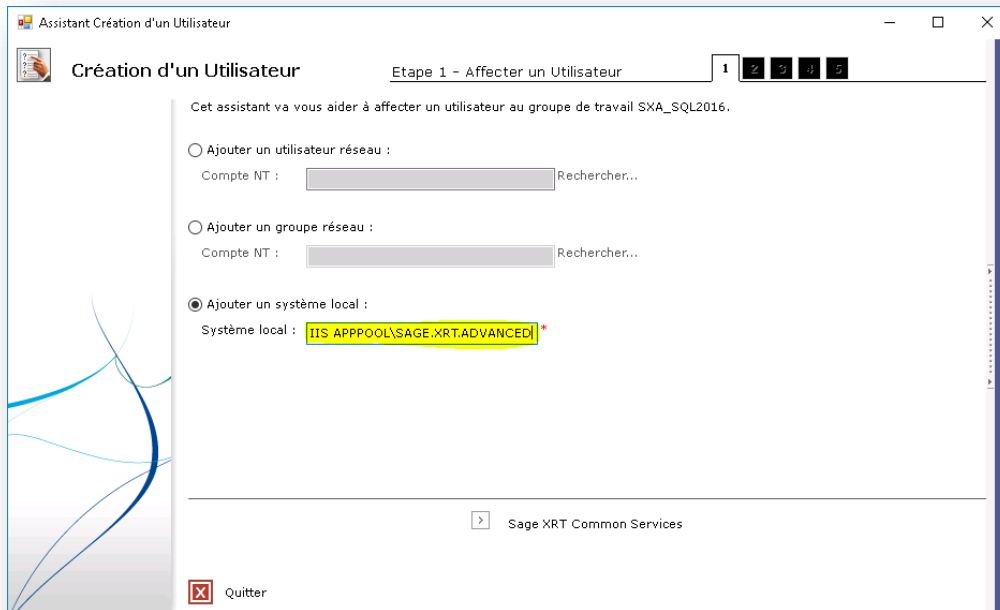 Assistant Création d'un Utilisateur
Création d'un Utilisateur
Etape 1 - Affecter un Utilisateur
1 2 3 4 5
Cet assistant va vous aider à affecter un utilisateur au groupe de travail SXA_SQL2016.
Ajouter un utilisateur réseau :
Compte NT : Rechercher...
Ajouter un groupe réseau :
Compte NT : Rechercher...
Ajouter un système local :
Système local : IIS APPPOOL\SAGE.XRT.ADVANCED *
Sage XRT Common Services
Quitter